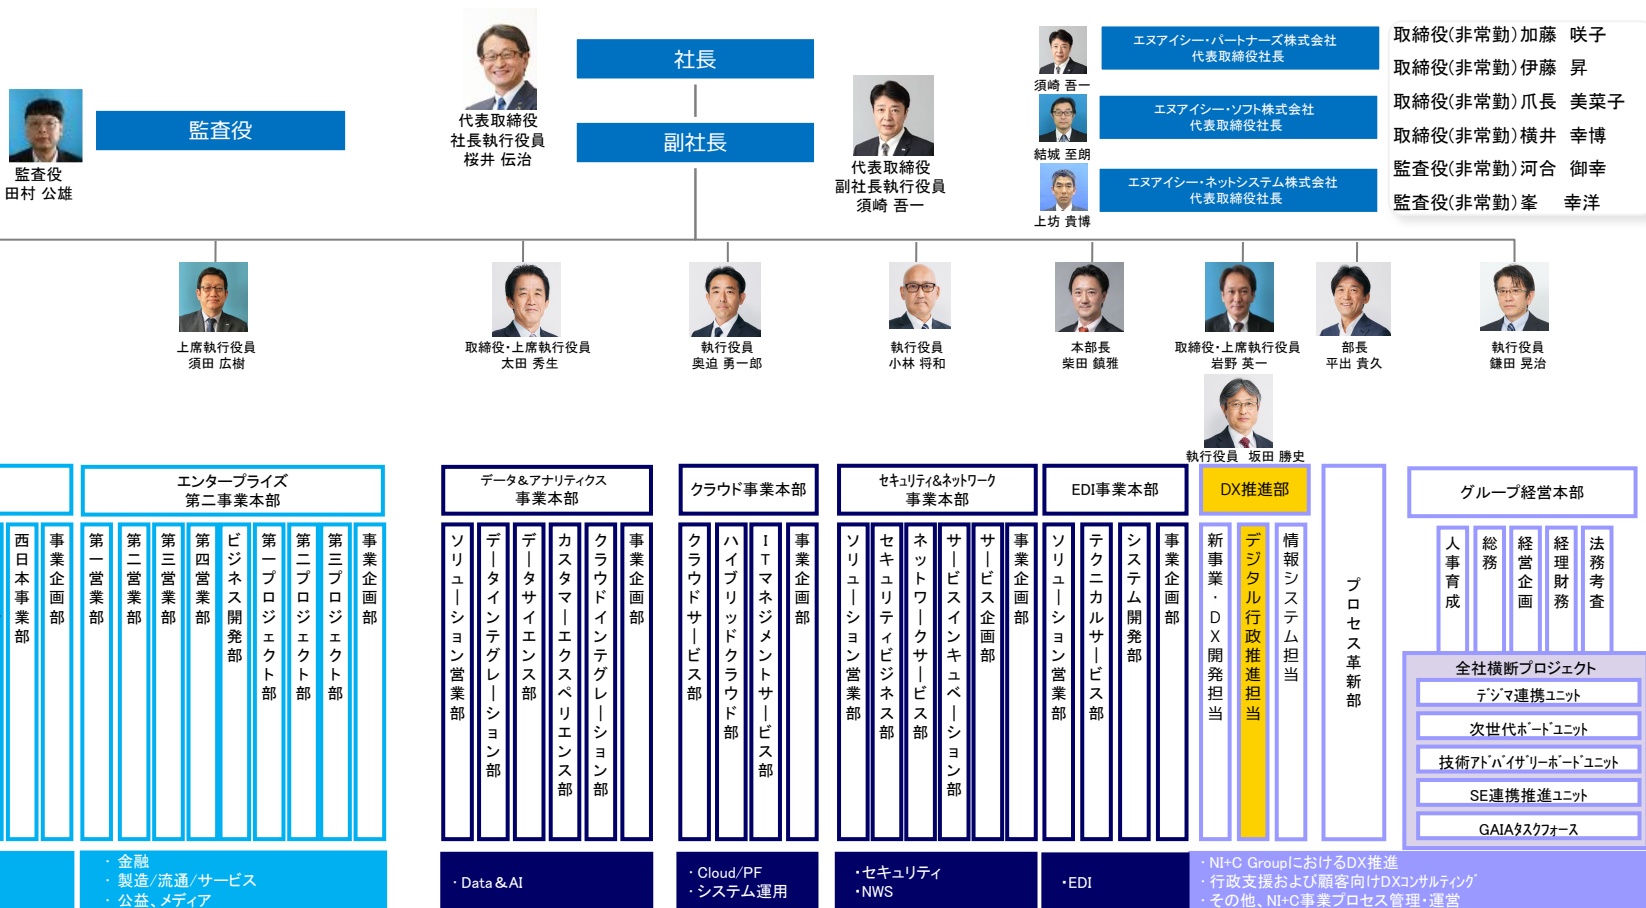 監査役
監査役
田村 公雄
代表取締役
社長執行役員
桜井 伝治
社長
副社長
代表取締役
副社長執行役員
須崎 吾一
須崎 吾一
エヌアイシー・パートナーズ株式会社
代表取締役社長
結城 至朗
エヌアイシー・ソフト株式会社
代表取締役社長
上坊 貴博
エヌアイシー・ネットシステム株式会社
代表取締役社長
取締役(非常勤)加藤 咲子
取締役(非常勤)伊藤 昇
取締役(非常勤)爪長 美菜子
取締役(非常勤)横井 幸博
監査役(非常勤)河合 御幸
監査役(非常勤)峯 幸洋
上席執行役員
須田 広樹
取締役・上席執行役員
太田 秀生
執行役員
奥迫 勇一郎
執行役員
小林 将和
本部長
柴田 鎮雅
取締役・上席執行役員
岩野 英一
部長
平出 貴久
執行役員
鎌田 晃治
執行役員 坂田 勝史
西日本事業部
事業企画部
エンタープライズ
第二事業本部
第一営業部
第二営業部
第三営業部
第四営業部
ビジネス開発部
第一プロジェクト部
第二プロジェクト部
第三プロジェクト部
事業企画部
データ&アナリティクス
事業本部
ソリューション営業部
データインテグレーション部
データサイエンス部
カスタマーエクスペリエンス部
クラウドインテグレーション部
事業企画部
クラウド事業本部
クラウドサービス部
ハイブリッドクラウド部
ITマネジメントサービス部
事業企画部
セキュリティ&ネットワーク
事業本部
ソリューション営業部
セキュリティビジネス部
ネットワークサービス部
サービスインキュベーション部
サービス企画部
事業企画部
EDI事業本部
ソリューション営業部
テクニカルサービス部
システム開発部
事業企画部
DX推進部
新事業・DX開発担当
デジタル行政推進担当
情報システム担当
プロセス革新部
グループ経営本部
人事育成
総務
経営企画
経理財務
法務考査
全社横断プロジェクト
デジマ連携ユニット
次世代ボードユニット
技術アドバイザリーボードユニット
SE連携推進ユニット
GAIAタスクフォース
・ 金融
・ 製造/流通/サービス
・ 公益、メディア
・ Data&AI
・ Cloud/PF
・ システム運用
・セキュリティ
・NWS
・EDI
・ NI+C GroupにおけるDX推進
・ 行政支援および顧客向けDXコンサルティング
・ その他、NI+C事業プロセス管理・運営